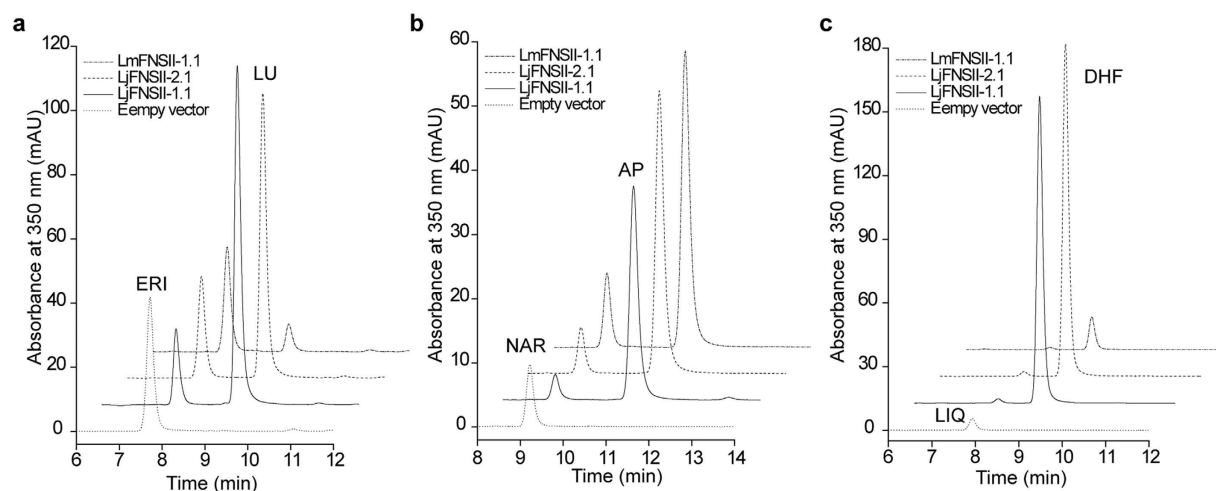 a
LmFNSII-1.1
LjFNSII-2.1
LjFNSII-1.1
Eempy vector
LU
ERI
Absorbance at 350 nm (mAU)
120
100
80
60
40
20
0
6 7 8 9 10 11 12
Time (min)
b
LmFNSII-1.1
LjFNSII-2.1
LjFNSII-1.1
Empty vector
AP
NAR
Absorbance at 350 nm (mAU)
60
50
40
30
20
10
0
8 9 10 11 12 13 14
Time (min)
c
LmFNSII-1.1
LjFNSII-2.1
LjFNSII-1.1
Empty vector
DHF
LIQ
Absorbance at 350 nm (mAU)
180
150
120
90
60
30
0
6 7 8 9 10 11 12
Time (min)